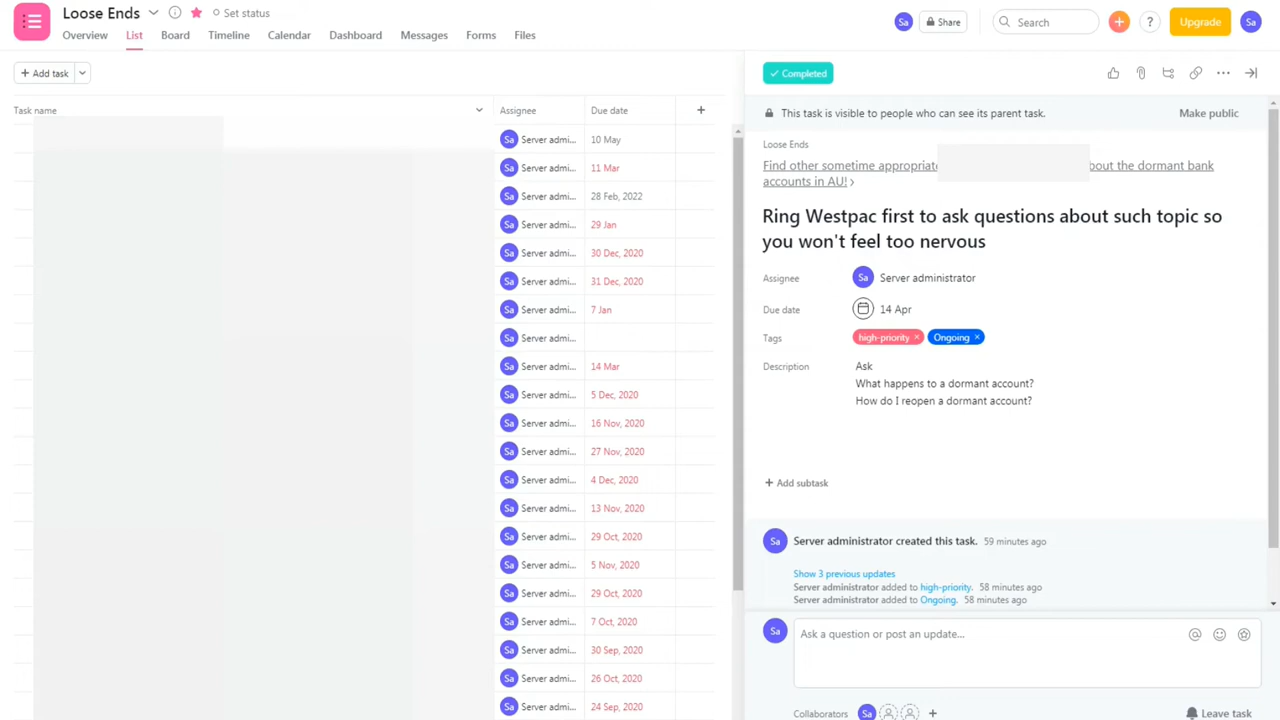 Loose Ends
Set status
Overview
List
Board
Timeline
Calendar
Dashboard
Messages
Forms
Files
Sa
Share
Search
+
?
Upgrade
Sa
+ Add task
Task name
Assignee
Due date
+
Sa Server admi... 10 May
Sa Server admi... 11 Mar
Sa Server admi... 28 Feb, 2022
Sa Server admi... 29 Jan
Sa Server admi... 30 Dec, 2020
Sa Server admi... 31 Dec, 2020
Sa Server admi... 7 Jan
Sa Server admi...
Sa Server admi... 14 Mar
Sa Server admi... 5 Dec, 2020
Sa Server admi... 16 Nov, 2020
Sa Server admi... 27 Nov, 2020
Sa Server admi... 4 Dec, 2020
Sa Server admi... 13 Nov, 2020
Sa Server admi... 29 Oct, 2020
Sa Server admi... 5 Nov, 2020
Sa Server admi... 29 Oct, 2020
Sa Server admi... 7 Oct, 2020
Sa Server admi... 30 Sep, 2020
Sa Server admi... 26 Oct, 2020
Sa Server admi... 24 Sep, 2020
✓ Completed
This task is visible to people who can see its parent task.
Make public
Loose Ends
Find other sometime appropriate bout the dormant bank
accounts in AU! ›
Ring Westpac first to ask questions about such topic so
you won't feel too nervous
Assignee
Sa Server administrator
Due date
14 Apr
Tags
high-priority ×
Ongoing ×
Description
Ask
What happens to a dormant account?
How do I reopen a dormant account?
+ Add subtask
Sa Server administrator created this task. 59 minutes ago
Show 3 previous updates
Server administrator added to high-priority. 58 minutes ago
Server administrator added to Ongoing. 58 minutes ago
Sa Ask a question or post an update...
Collaborators
Sa
+
Leave task